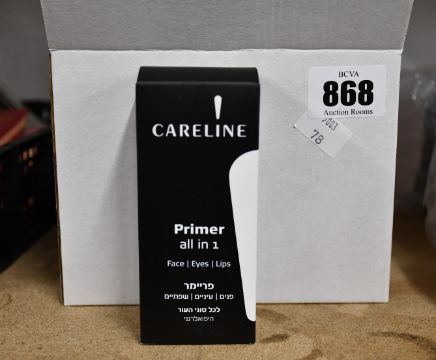 BCVA
868
Auction Rooms
78
CARELINE
Primer
all in 1
Face | Eyes | Lips
פריימר
פנים | עיניים | שפתיים
לכל סוגי העור
היפואלרגני